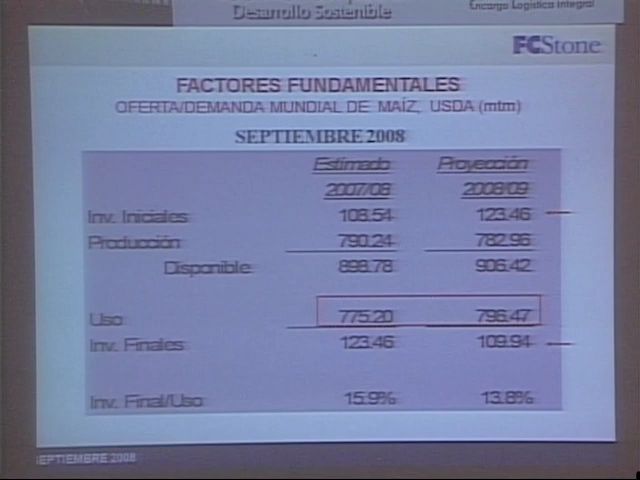 Desarrollo Sostenible
Encargo Logística Integral
FCStone
FACTORES FUNDAMENTALES
OFERTA/DEMANDA MUNDIAL DE MAÍZ, USDA (mtm)
SEPTIEMBRE 2008
Estimado Proyección
2007/08 2008/09
Inv. Iniciales 108.54 123.46
Producción 790.24 782.96
Disponible 898.78 906.42
Uso 775.20 796.47
Inv. Finales 123.46 109.94
Inv. Final/Uso 15.9% 13.8%
SEPTIEMBRE 2008